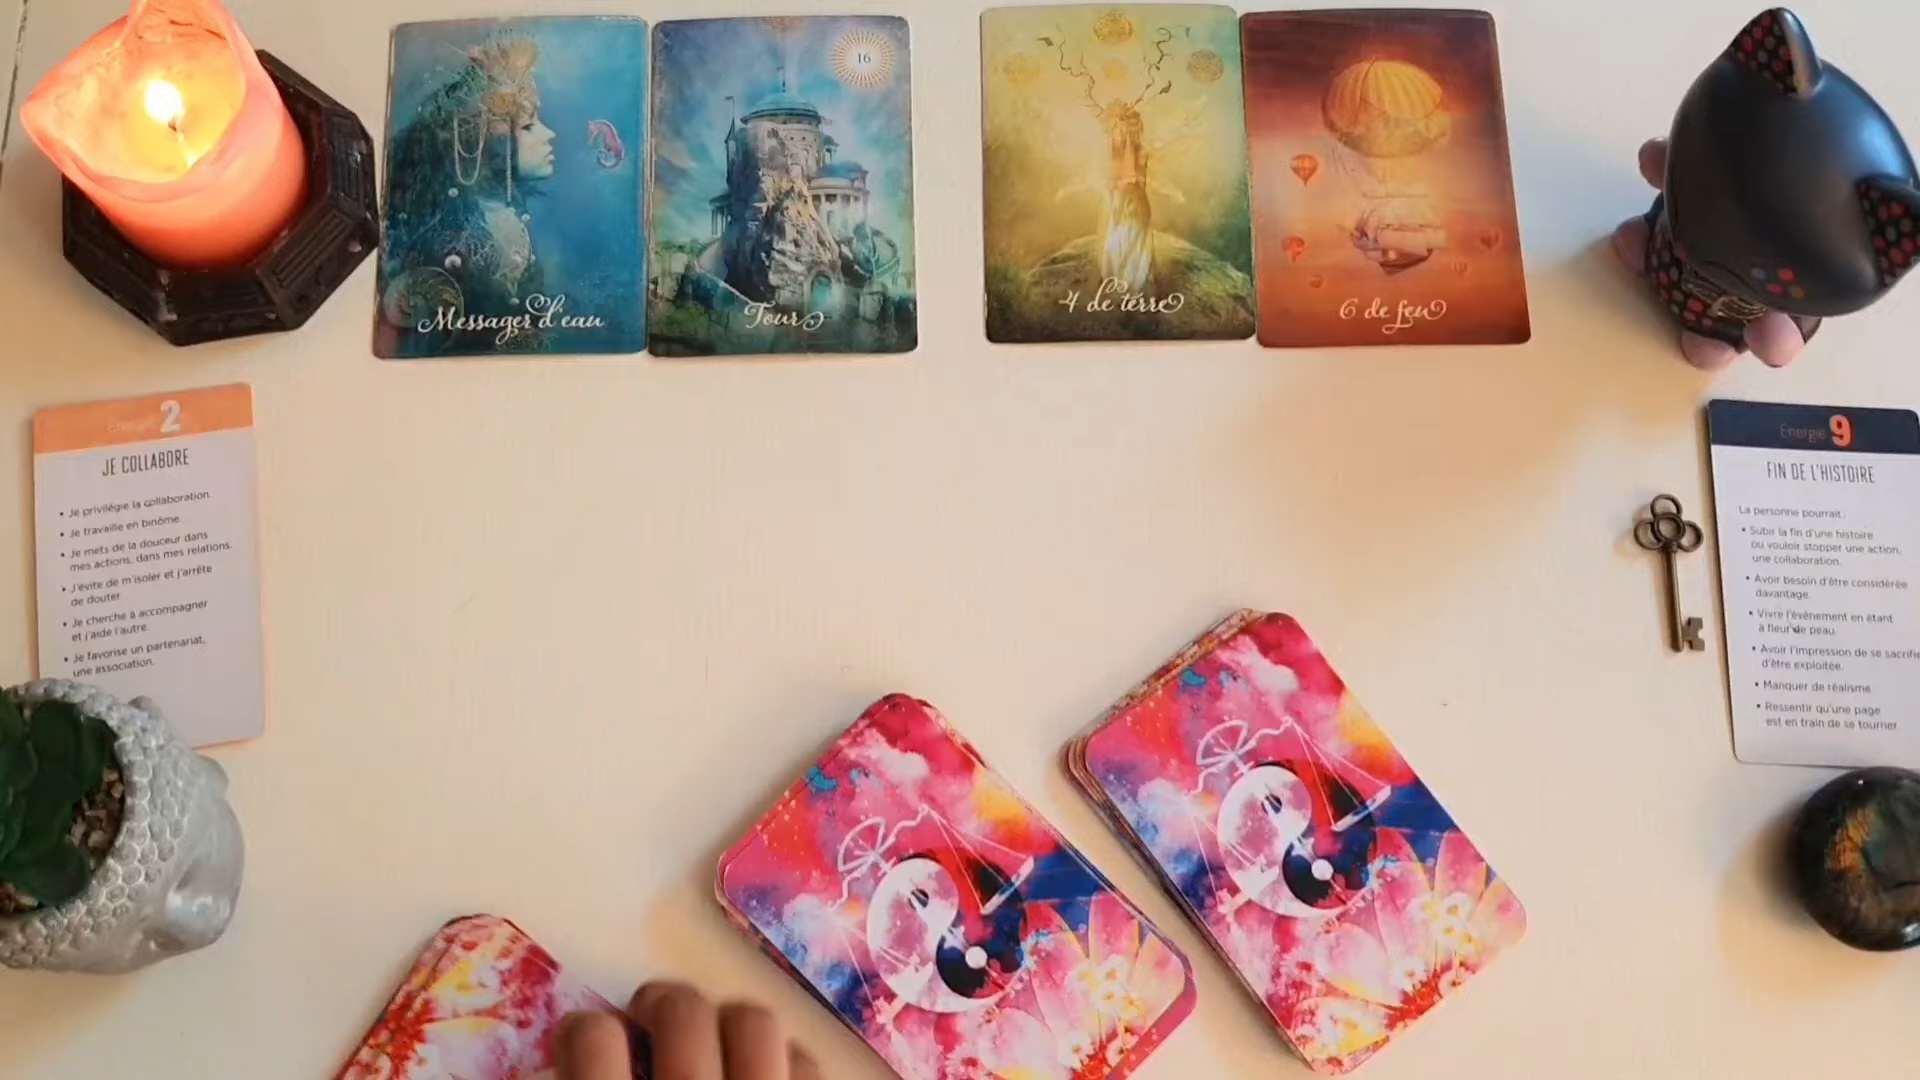 16
Messager d'eau
Tour
4 de terre
6 de feu
Energie 2
JE COLLABORE
• Je privilégie la collaboration.
• Je travaille en binôme.
• Je mets de la douceur dans
mes actions, dans mes relations.
• J'évite de m'isoler et j'arrête
de douter.
• Je cherche à accompagner
et j'aide l'autre.
• Je favorise un partenariat,
une association.
Energie 9
FIN DE L'HISTOIRE
La personne pourrait :
• Subir la fin d'une histoire
ou vouloir stopper une action,
une collaboration.
• Avoir besoin d'être considérée
davantage.
• Vivre l'événement en étant
à fleur de peau.
• Avoir l'impression de se sacrifie
d'être exploitée.
• Manquer de réalisme.
• Ressentir qu'une page
est en train de se tourner.